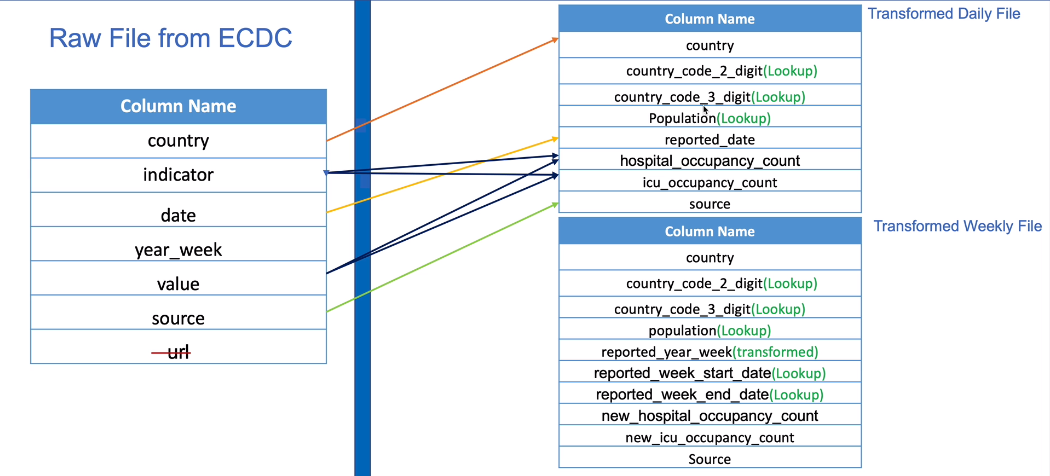 Raw File from ECDC
Column Name
country
indicator
date
year_week
value
source
url
Transformed Daily File
Column Name
country
country_code_2_digit(Lookup)
country_code_3_digit(Lookup)
Population(Lookup)
reported_date
hospital_occupancy_count
icu_occupancy_count
source
Transformed Weekly File
Column Name
country
country_code_2_digit(Lookup)
country_code_3_digit(Lookup)
population(Lookup)
reported_year_week(transformed)
reported_week_start_date(Lookup)
reported_week_end_date(Lookup)
new_hospital_occupancy_count
new_icu_occupancy_count
Source